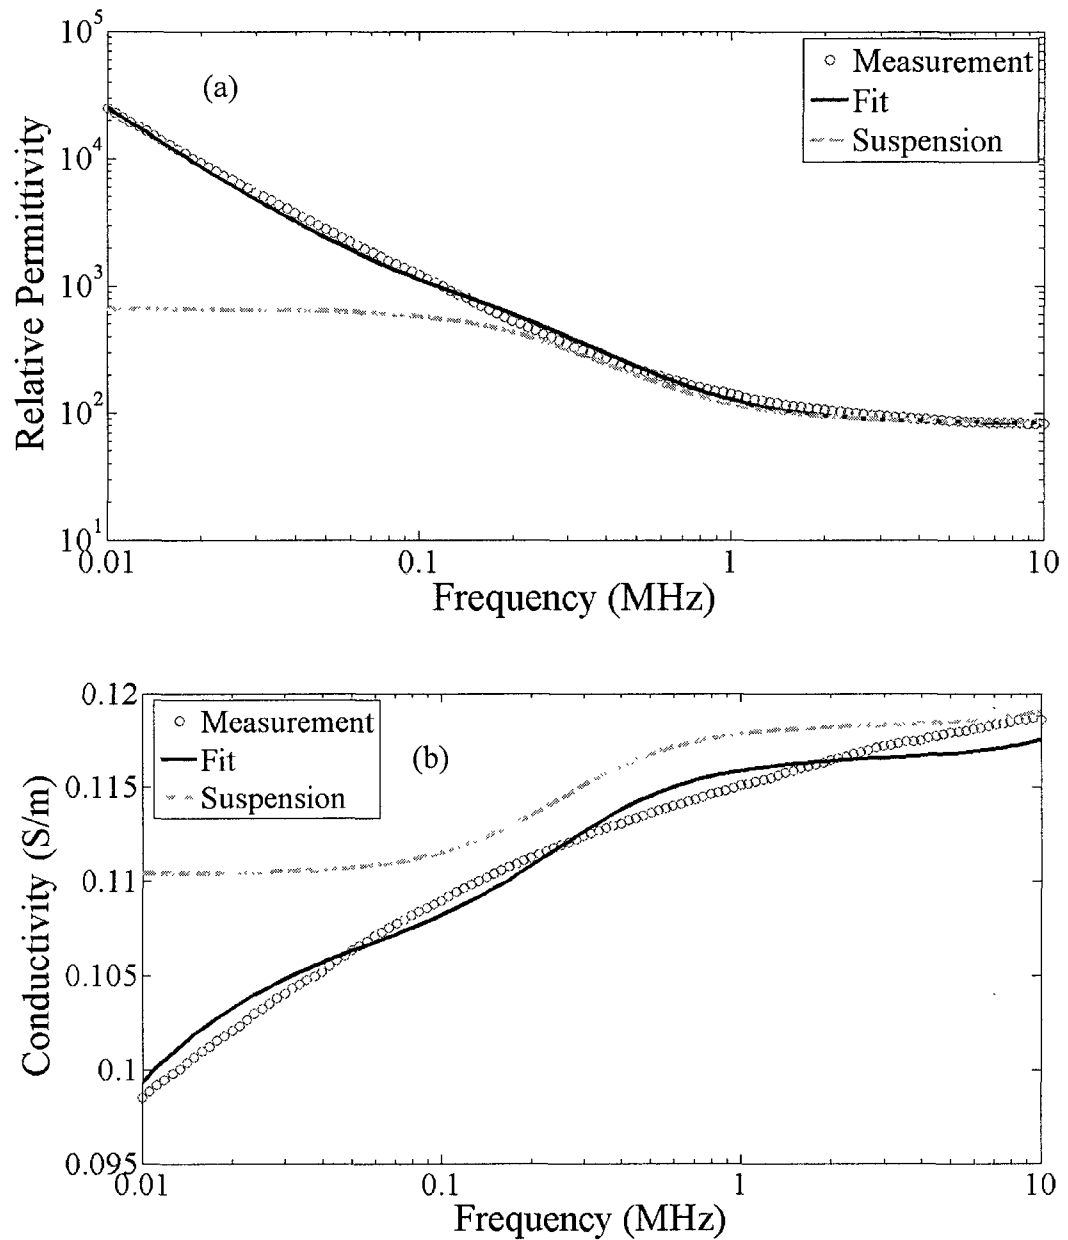 10^5
(a)
Measurement
Fit
Suspension
10^4
10^3
10^2
10^1
Relative Permittivity
0.01 0.1 1 10
Frequency (MHz)
0.12
Measurement
Fit
Suspension
(b)
0.115
0.11
0.105
0.1
0.095
Conductivity (S/m)
0.01 0.1 1 10
Frequency (MHz)